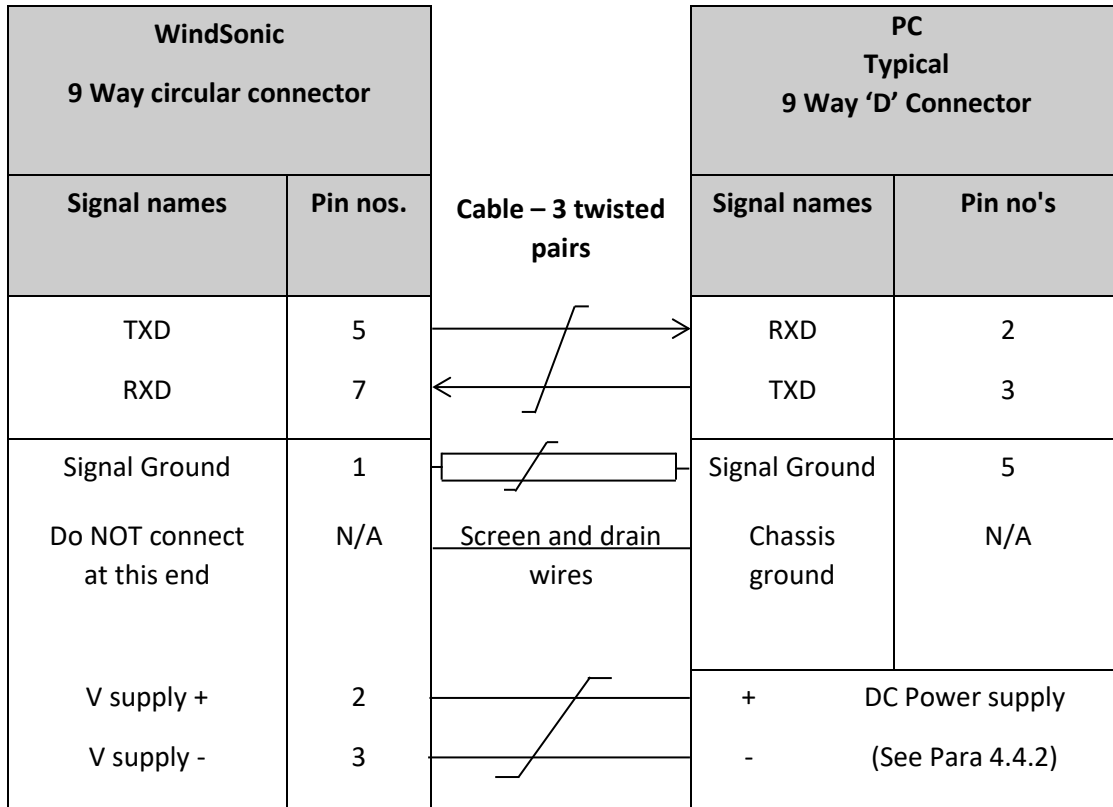 WindSonic
9 Way circular connector
PC
Typical
9 Way ‘D’ Connector
Signal names
Pin nos.
Cable – 3 twisted
pairs
Signal names
Pin no's
TXD
5
RXD
2
RXD
7
TXD
3
Signal Ground
1
Signal Ground
5
Do NOT connect
at this end
N/A
Screen and drain
wires
Chassis
ground
N/A
V supply +
2
+
DC Power supply
V supply -
3
-
(See Para 4.4.2)